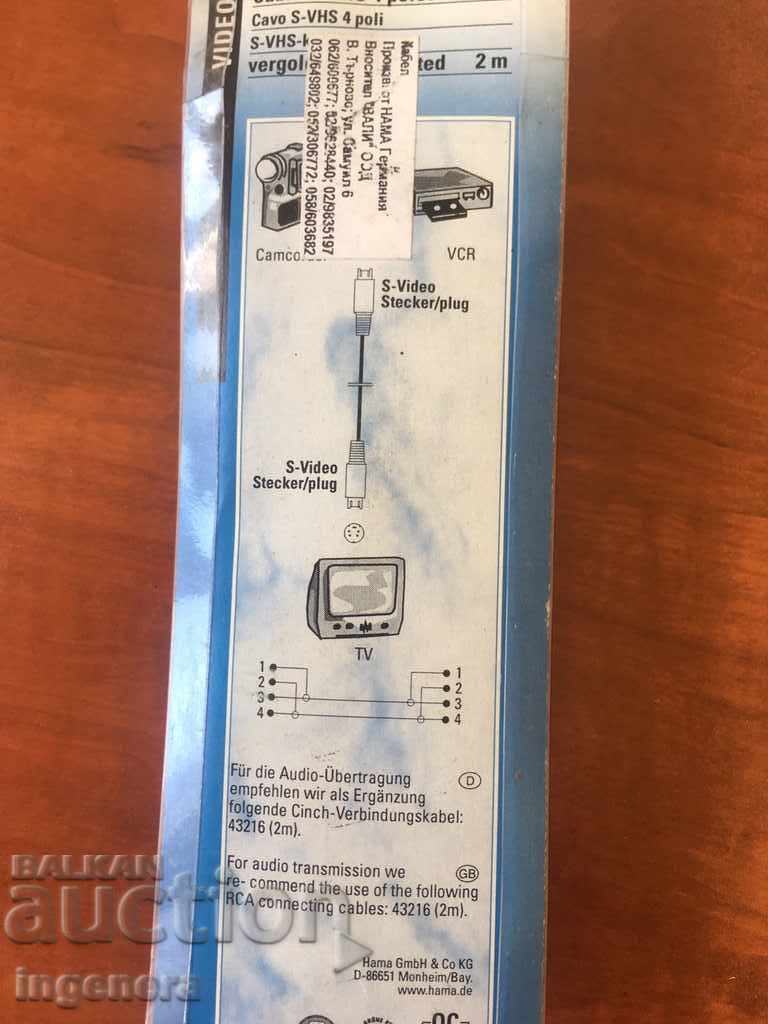 VIDEO
Cavo S-VHS 4 poli
S-VHS-k
vergol ted 2 m
Кабел
Произв. от HAMA Германия
Вносител "ВАЛИ" ООД
В. Търново; ул. Самуил 6
062/600677; 02/9628440; 02/9835197
032/649802; 052/306772; 058/603682
Camco
VCR
S-Video
Stecker/plug
S-Video
Stecker/plug
TV
1 1
2 2
3 3
4 4
Für die Audio-Übertragung D
empfehlen wir als Ergänzung
folgende Cinch-Verbindungskabel:
43216 (2m).
For audio transmission we GB
re- commend the use of the following
RCA connecting cables: 43216 (2m).
Hama GmbH & Co KG
D-86651 Monheim/Bay.
www.hama.de
BALKAN
auction
ingenora